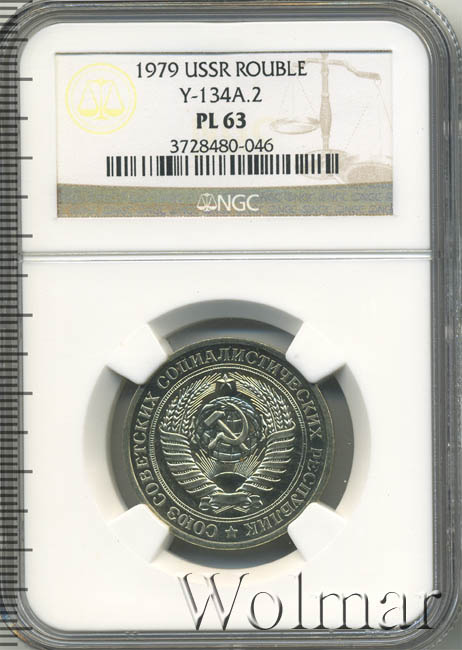 1979 USSR ROUBLE
Y-134A.2
PL 63
3728480-046
NGC
СОЮЗ СОВЕТСКИХ СОЦИАЛИСТИЧЕСКИХ РЕСПУБЛИК
Wolmar